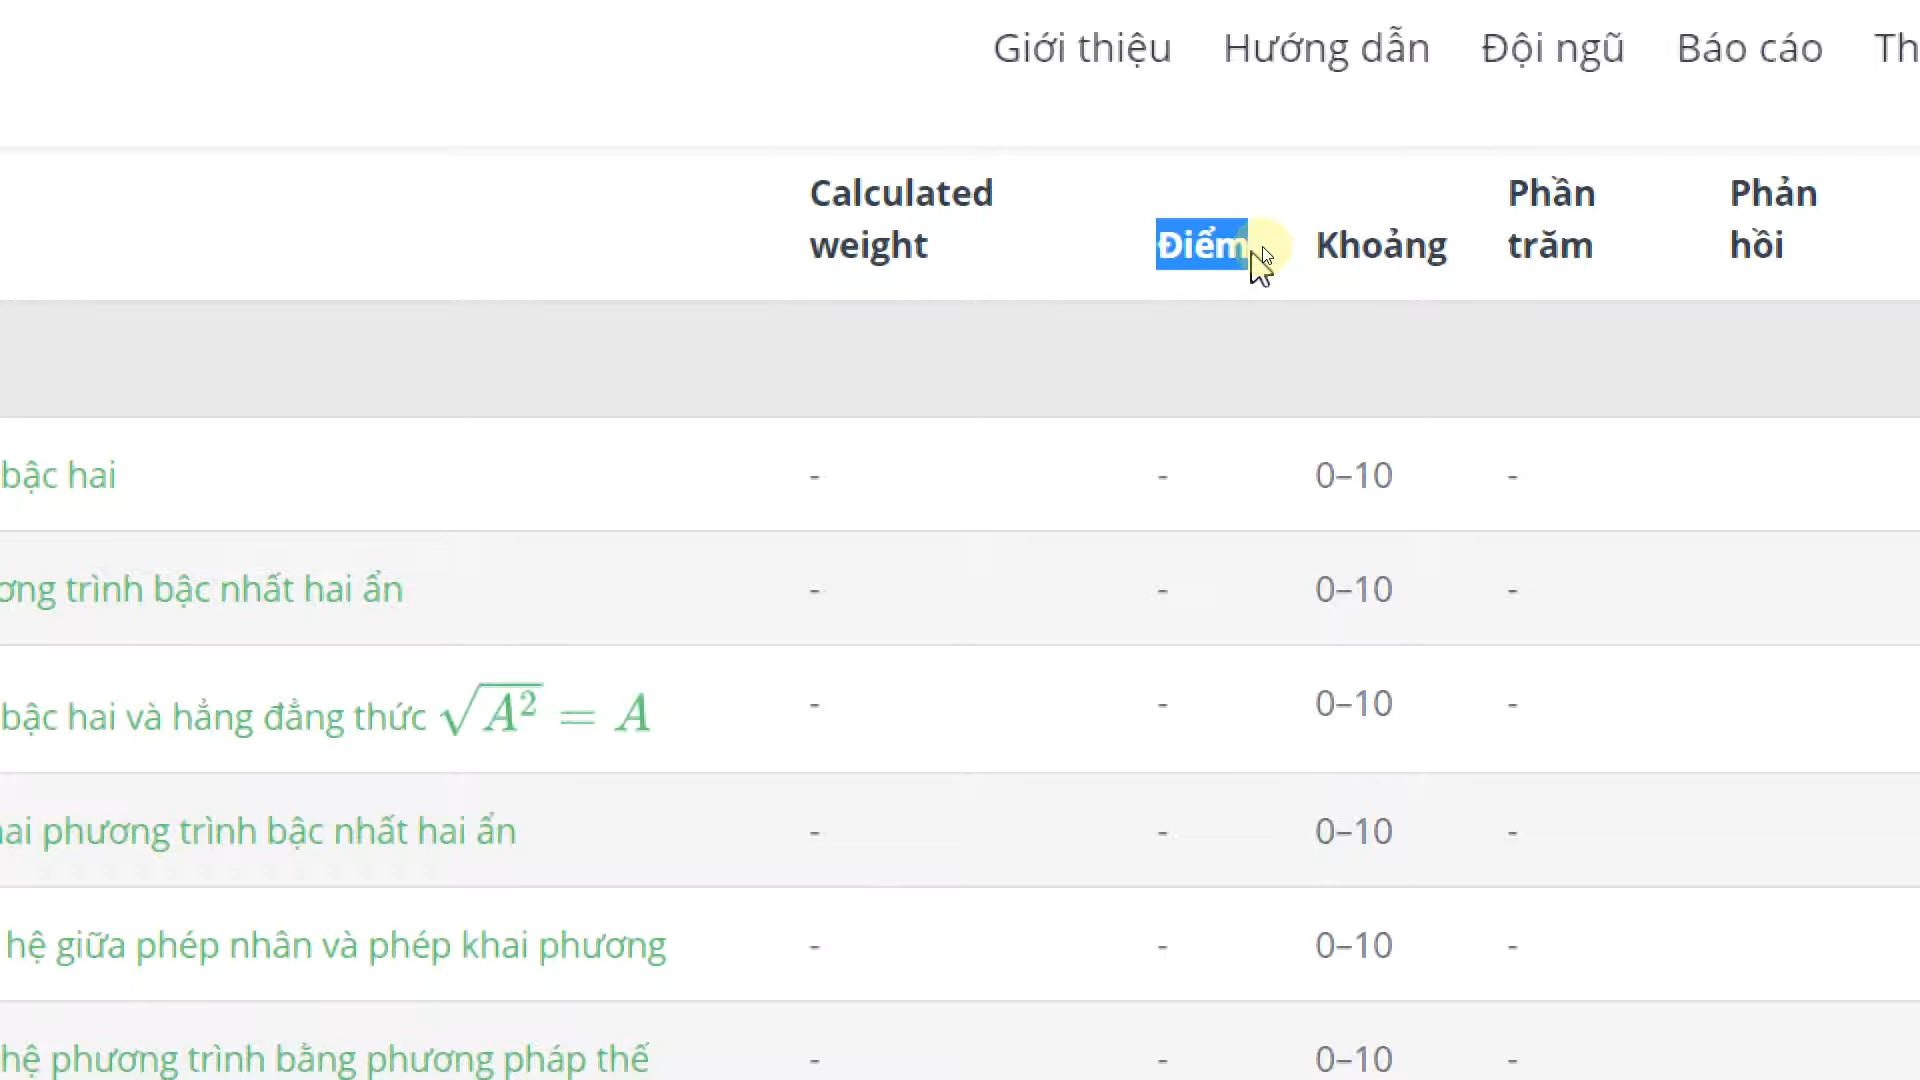 Giới thiệu Hướng dẫn Đội ngũ Báo cáo Th
Calculated weight Điểm Khoảng Phần trăm Phản hồi
bậc hai - - 0–10 -
ơng trình bậc nhất hai ẩn - - 0–10 -
bậc hai và hằng đẳng thức √A² = A - - 0–10 -
hai phương trình bậc nhất hai ẩn - - 0–10 -
hệ giữa phép nhân và phép khai phương - - 0–10 -
hệ phương trình bằng phương pháp thế - - 0–10 -